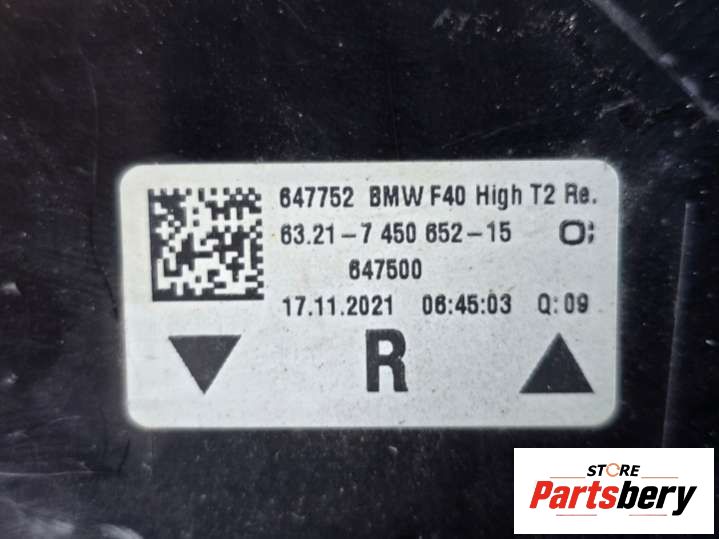 647752 BMW F40 High T2 Re.
63.21-7 450 652-15
647500
17.11.2021 06:45:03 Q:09
R
STORE
Partsbery